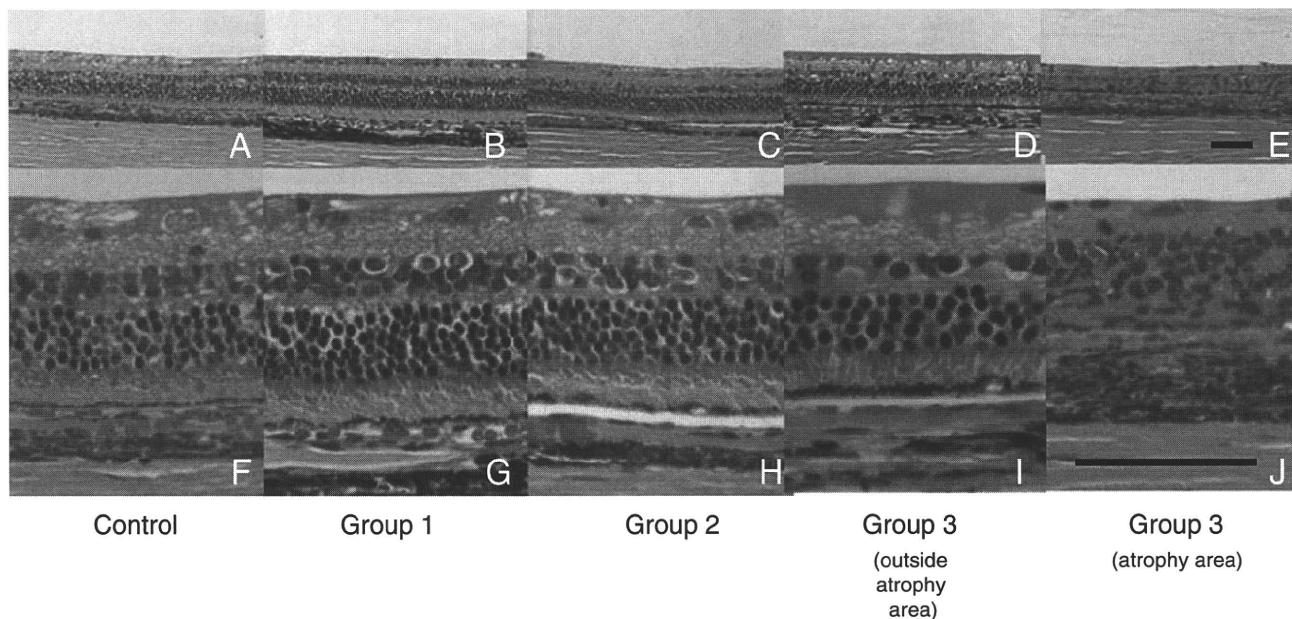 A B C D E
F G H I J
Control Group 1 Group 2 Group 3 Group 3
(outside (atrophy area)
atrophy
area)